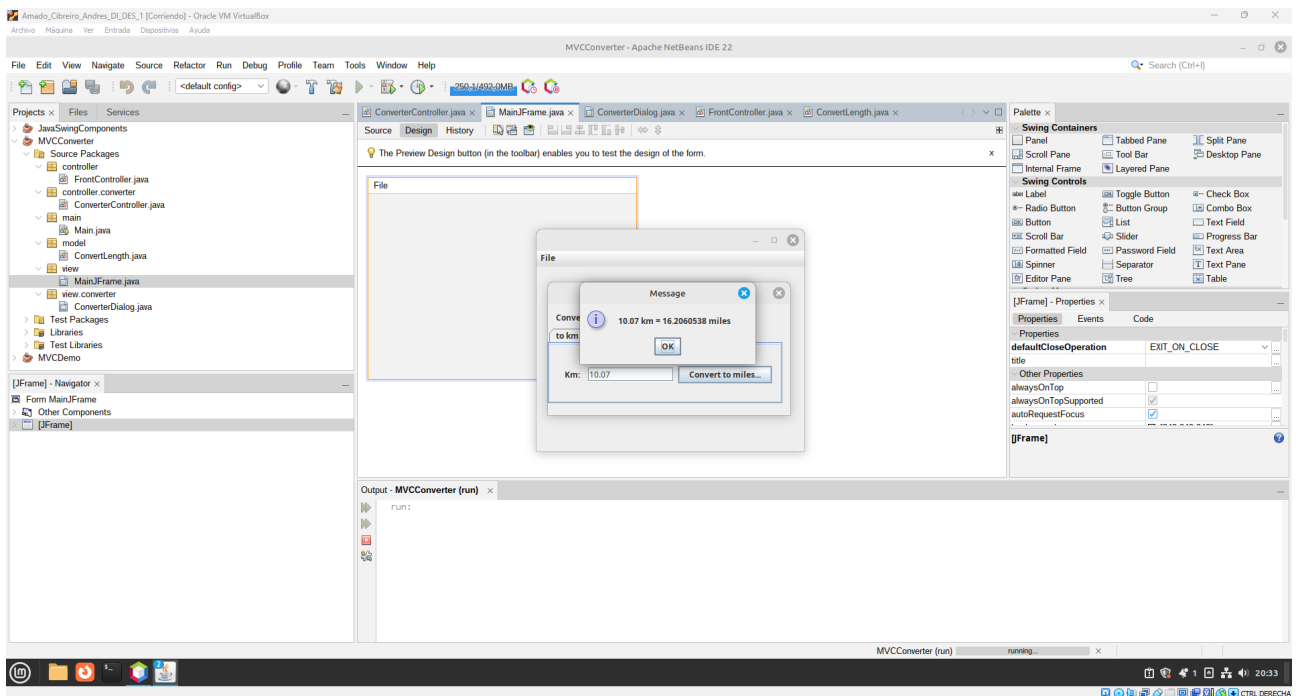 Amado_Cibreiro_Andres_DI_DES_1 [Corriendo] - Oracle VM VirtualBox
Archivo Máquina Ver Entrada Dispositivos Ayuda
MVCConverter - Apache NetBeans IDE 22
File Edit View Navigate Source Refactor Run Debug Profile Team Tools Window Help
Search (Ctrl+I)
<default config>
250,1/492,0MB
Projects Files Services
ConverterController.java MainJFrame.java ConverterDialog.java FrontController.java ConvertLength.java
Palette
JavaSwingComponents
MVCConverter
Source Packages
controller
FrontController.java
controller.converter
ConverterController.java
main
Main.java
model
ConvertLength.java
view
MainJFrame.java
view.converter
ConverterDialog.java
Test Packages
Libraries
Test Libraries
MVCDemo
Source Design History
The Preview Design button (in the toolbar) enables you to test the design of the form. x
File
File
Message
Conve
10.07 km = 16.2060538 miles
to km
OK
Km: 10.07 Convert to miles...
Swing Containers
Panel Tabbed Pane Split Pane
Scroll Pane Tool Bar Desktop Pane
Internal Frame Layered Pane
Swing Controls
label Label Toggle Button Check Box
Radio Button Button Group Combo Box
Button List Text Field
Scroll Bar Slider Progress Bar
Formatted Field Password Field Text Area
Spinner Separator Text Pane
Editor Pane Tree Table
[JFrame] - Properties
Properties Events Code
Properties
defaultCloseOperation EXIT_ON_CLOSE
title
Other Properties
alwaysOnTop
alwaysOnTopSupported
autoRequestFocus
[JFrame]
[JFrame] - Navigator
Form MainJFrame
Other Components
[JFrame]
Output - MVCConverter (run)
run:
MVCConverter (run) running...
2
1 20:33
CTRL DERECHA